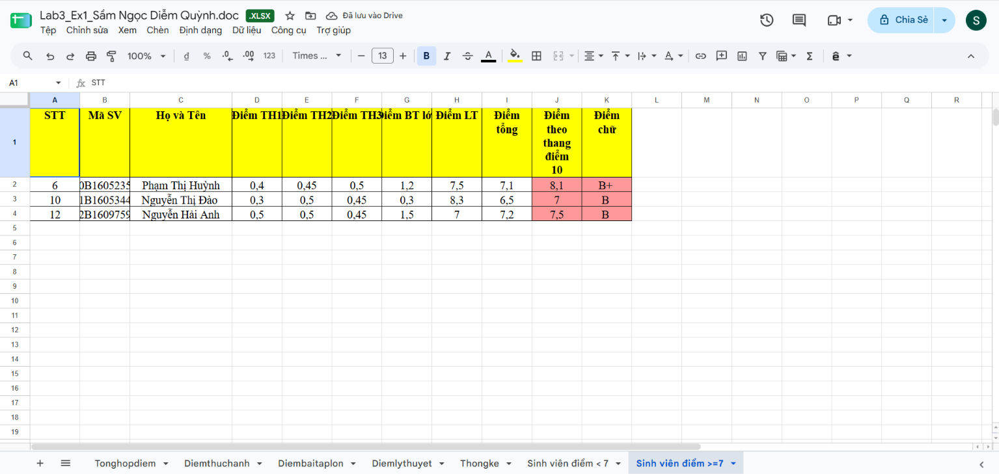 Lab3_Ex1_Sầm Ngọc Diễm Quỳnh.doc .XLSX Đã lưu vào Drive
Tệp Chỉnh sửa Xem Chèn Định dạng Dữ liệu Công cụ Trợ giúp
Chia Sẻ
S
100% đ % .0 .00 123 Times ... 13 B I A A Σ ê
A1 fx STT
A B C D E F G H I J K L M N O P Q R
1 STT Mã SV Họ và Tên Điểm TH1 Điểm TH2 Điểm TH3 iểm BT lớ Điểm LT Điểm tổng Điểm theo thang điểm 10 Điểm chữ
2 6 0B1605235 Phạm Thị Huỳnh 0,4 0,45 0,5 1,2 7,5 7,1 8,1 B+
3 10 1B1605344 Nguyễn Thị Đào 0,3 0,5 0,45 0,3 8,3 6,5 7 B
4 12 2B1609759 Nguyễn Hải Anh 0,5 0,5 0,45 1,5 7 7,2 7,5 B
5
6
7
8
9
10
11
12
13
14
15
16
17
18
19
Tonghopdiem Diemthuchanh Diembaitaplon Diemlythuyet Thongke Sinh viên điểm < 7 Sinh viên điểm >=7